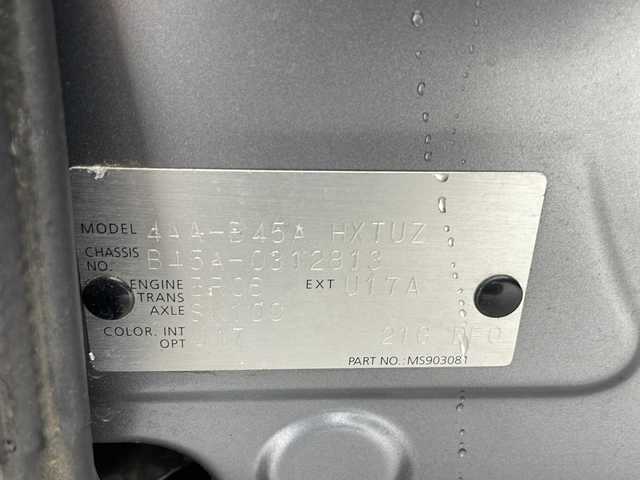 MODEL 4AA-B45A HXTUZ
CHASSIS NO. B45A-0312813
ENGINE EXT U17A
TRANS AXLE
COLOR. INT
OPT
PART NO.: MS903081